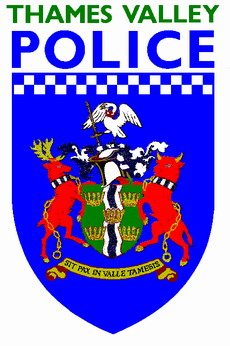 THAMES VALLEY
POLICE
SIT PAX IN VALLE TAMESIS